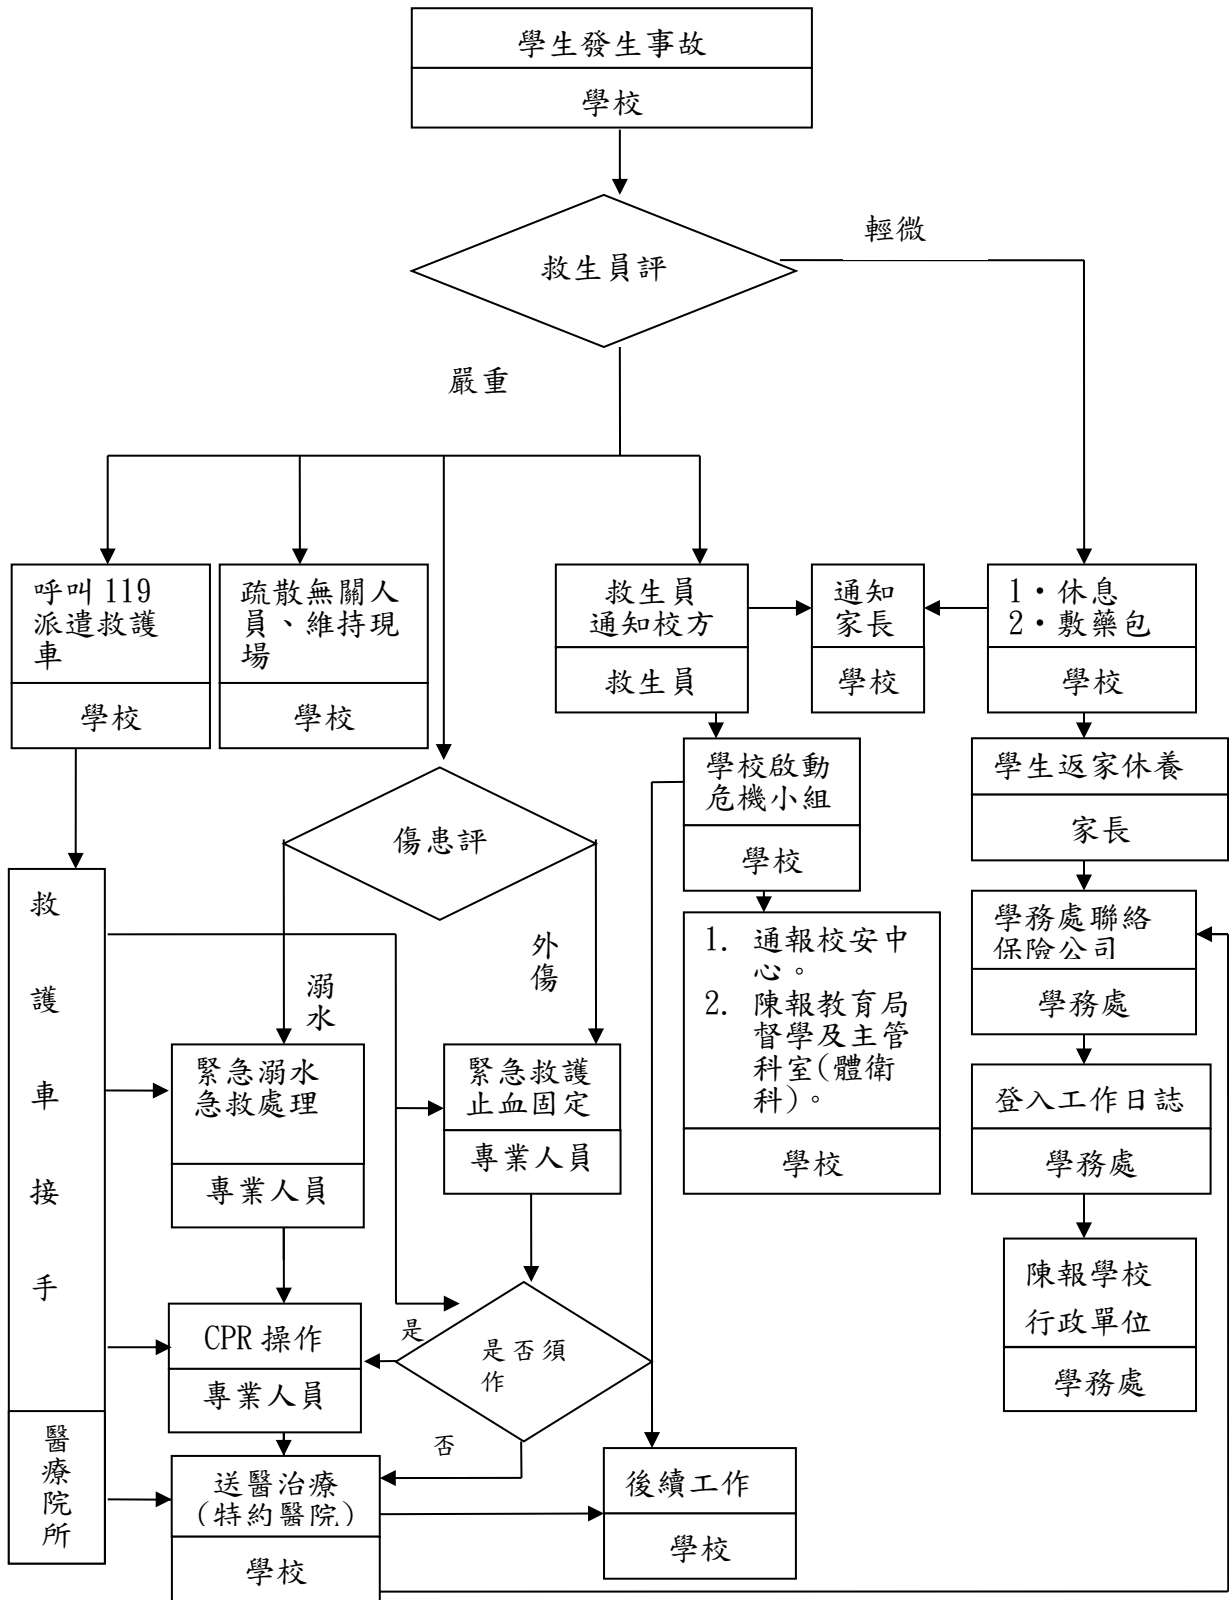 學生發生事故
學校
救生員評
輕微
嚴重
呼叫 119
派遣救護
車
學校
疏散無關人
員、維持現
場
學校
救生員
通知校方
救生員
通知
家長
學校
1・休息
2・敷藥包
學校
學校啟動
危機小組
學校
學生返家休養
家長
傷患評
溺水
外傷
救護車接手
醫療院所
1. 通報校安中
心。
2. 陳報教育局
督學及主管
科室(體衛
科)。
學校
學務處聯絡
保險公司
學務處
緊急溺水
急救處理
專業人員
緊急救護
止血固定
專業人員
登入工作日誌
學務處
陳報學校
行政單位
學務處
CPR 操作
專業人員
是
是否須
作
否
送醫治療
(特約醫院)
學校
後續工作
學校